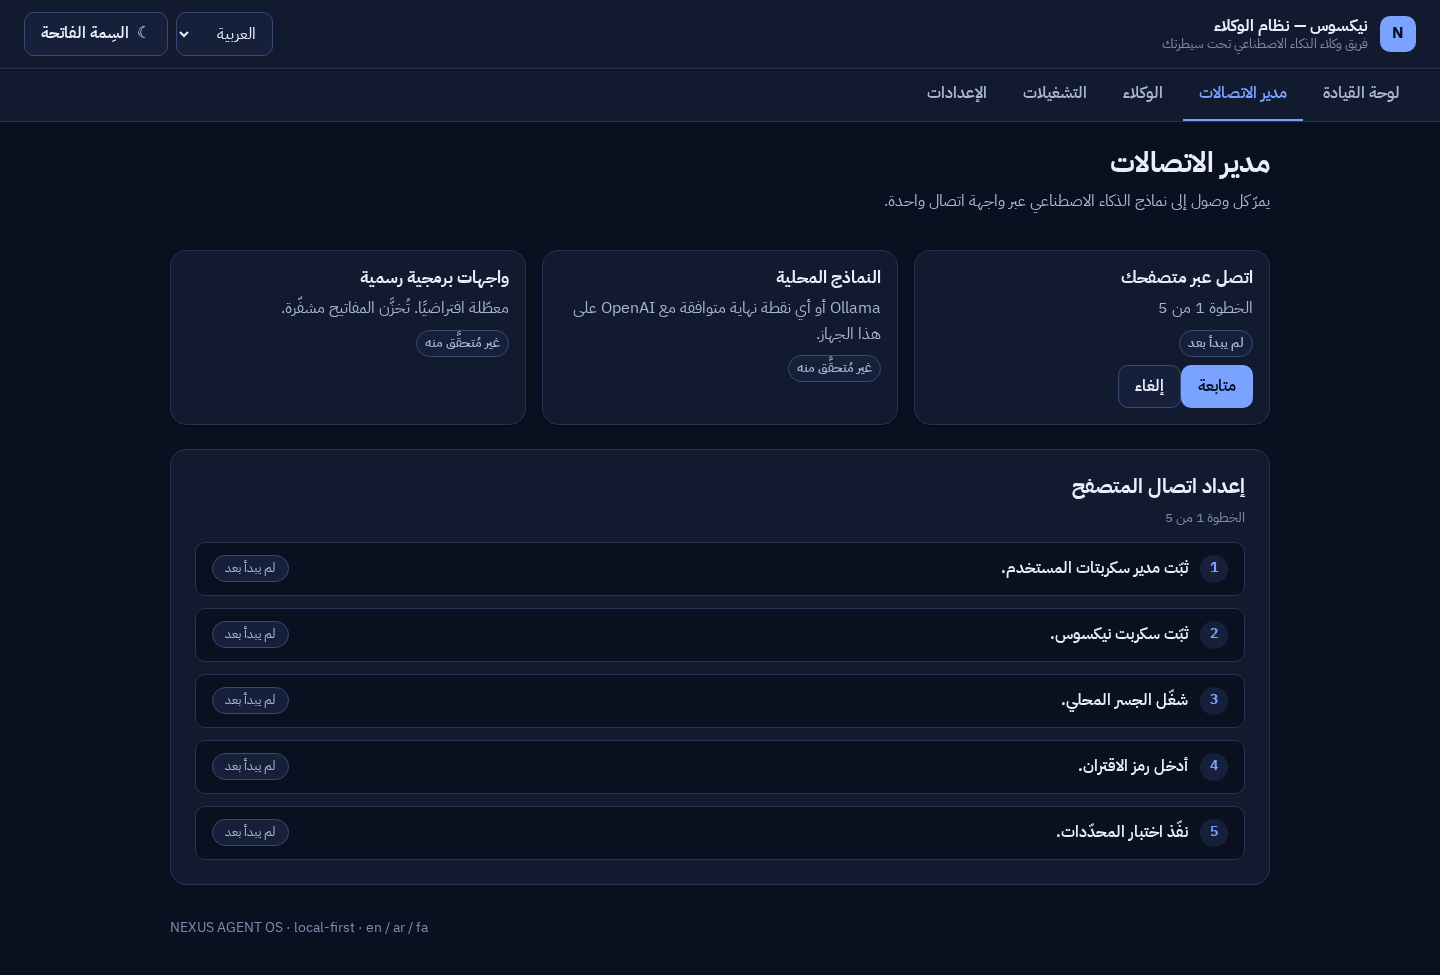 N
نيكسوس — نظام الوكلاء
فريق وكلاء الذكاء الاصطناعي تحت سيطرتك
العربية
☾ السِمة الفاتحة
لوحة القيادة
مدير الاتصالات
الوكلاء
التشغيلات
الإعدادات
مدير الاتصالات
يمرّ كل وصول إلى نماذج الذكاء الاصطناعي عبر واجهة اتصال واحدة.
اتصل عبر متصفحك
الخطوة 1 من 5
لم يبدأ بعد
متابعة
إلغاء
النماذج المحلية
Ollama أو أي نقطة نهاية متوافقة مع OpenAI على
هذا الجهاز.
غير مُتحقَّق منه
واجهات برمجية رسمية
معطّلة افتراضيًا. تُخزَّن المفاتيح مشفّرة.
غير مُتحقَّق منه
إعداد اتصال المتصفح
الخطوة 1 من 5
1 ثبّت مدير سكربتات المستخدم. لم يبدأ بعد
2 ثبّت سكربت نيكسوس. لم يبدأ بعد
3 شغّل الجسر المحلي. لم يبدأ بعد
4 أدخل رمز الاقتران. لم يبدأ بعد
5 نفّذ اختبار المحدّدات. لم يبدأ بعد
NEXUS AGENT OS · local-first · en / ar / fa